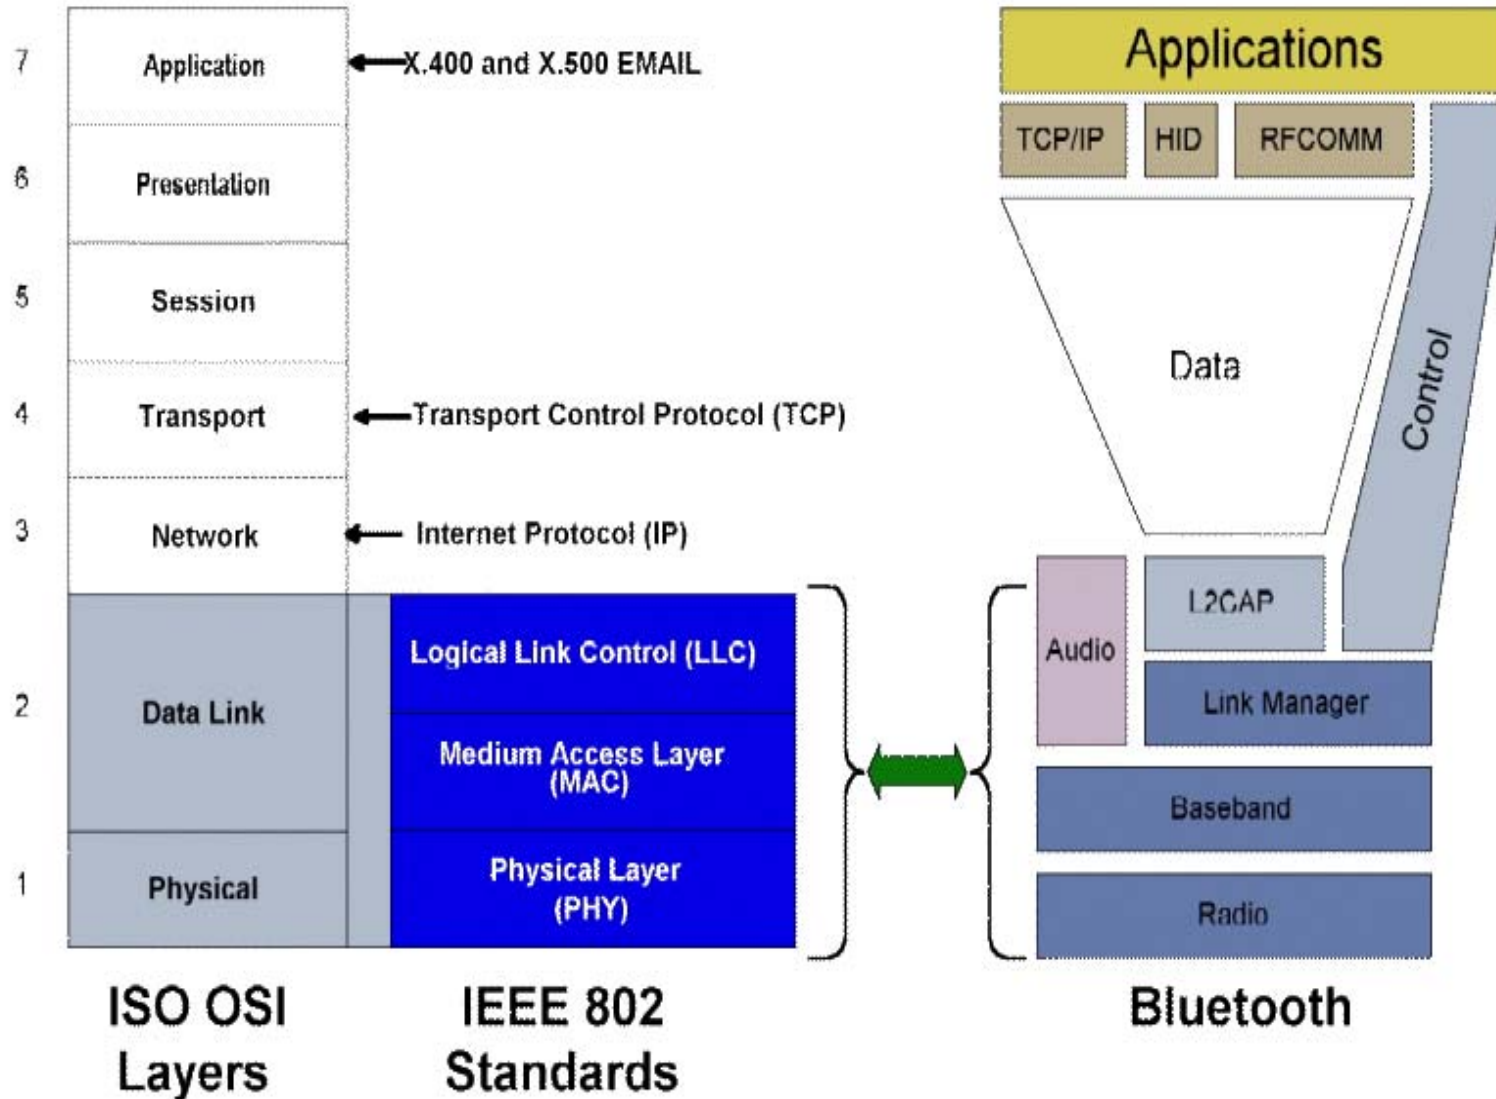 7
Application
X.400 and X.500 EMAIL
6
Presentation
5
Session
4
Transport
Transport Control Protocol (TCP)
3
Network
Internet Protocol (IP)
2
Data Link
1
Physical
Logical Link Control (LLC)
Medium Access Layer
(MAC)
Physical Layer
(PHY)
ISO OSI
Layers
IEEE 802
Standards
Applications
TCP/IP
HID
RFCOMM
Data
Control
Audio
L2CAP
Link Manager
Baseband
Radio
Bluetooth